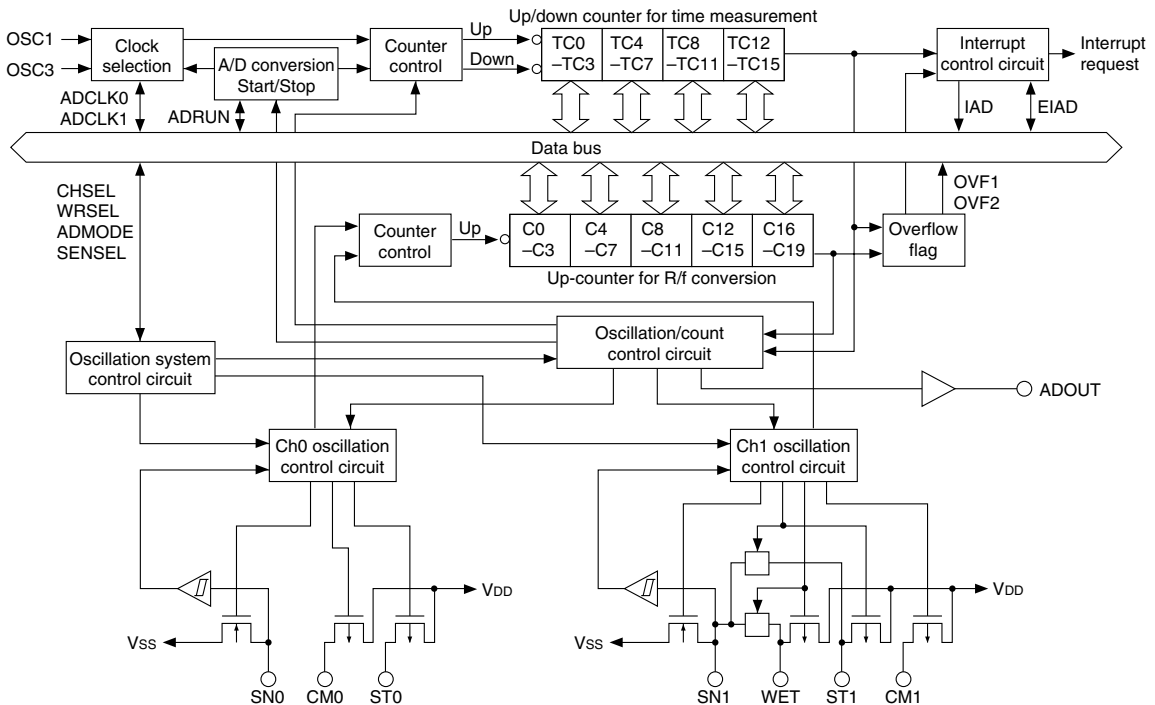 Up/down counter for time measurement
OSC1
OSC3
Clock
selection
A/D conversion
Start/Stop
Counter
control
Up
Down
TC0
–TC3
TC4
–TC7
TC8
–TC11
TC12
–TC15
Interrupt
control circuit
Interrupt
request
ADCLK0
ADCLK1
ADRUN
IAD
EIAD
Data bus
CHSEL
WRSEL
ADMODE
SENSEL
Counter
control
Up
C0
–C3
C4
–C7
C8
–C11
C12
–C15
C16
–C19
Up-counter for R/f conversion
OVF1
OVF2
Overflow
flag
Oscillation system
control circuit
Oscillation/count
control circuit
ADOUT
Ch0 oscillation
control circuit
Ch1 oscillation
control circuit
VDD
VSS
SN0
CM0
ST0
VDD
VSS
SN1
WET
ST1
CM1